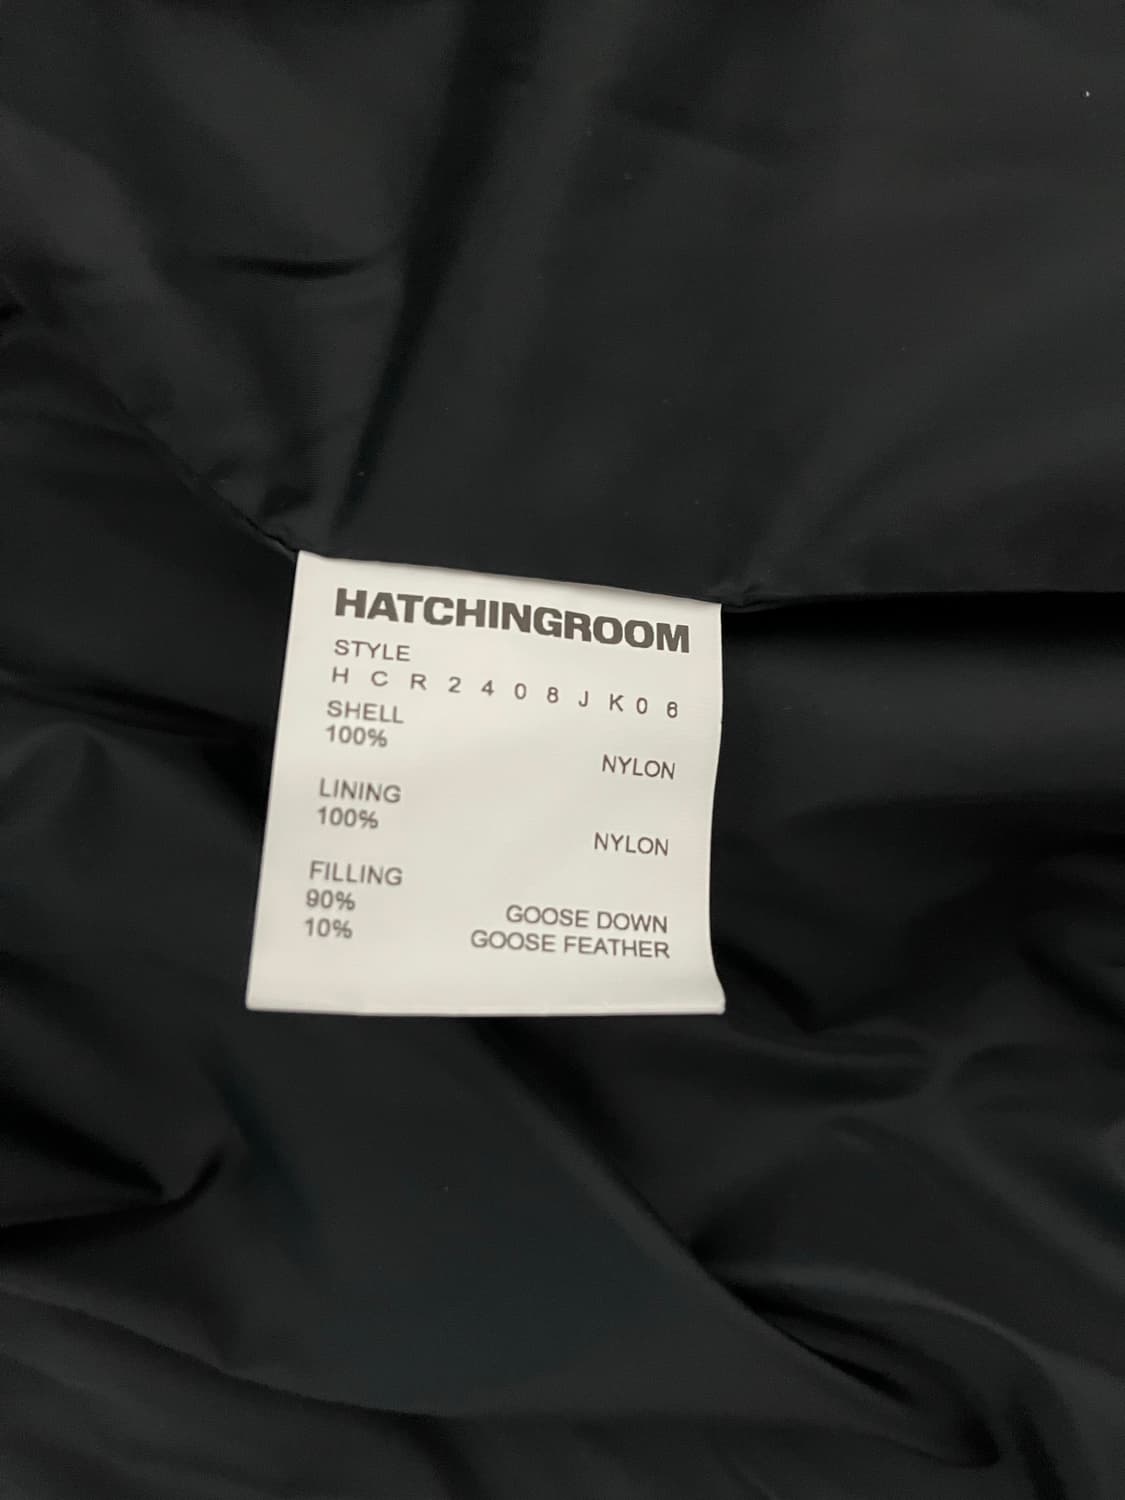 HATCHINGROOM
STYLE
H C R 2 4 0 8 J K 0 6
SHELL
100% NYLON
LINING
100% NYLON
FILLING
90% GOOSE DOWN
10% GOOSE FEATHER